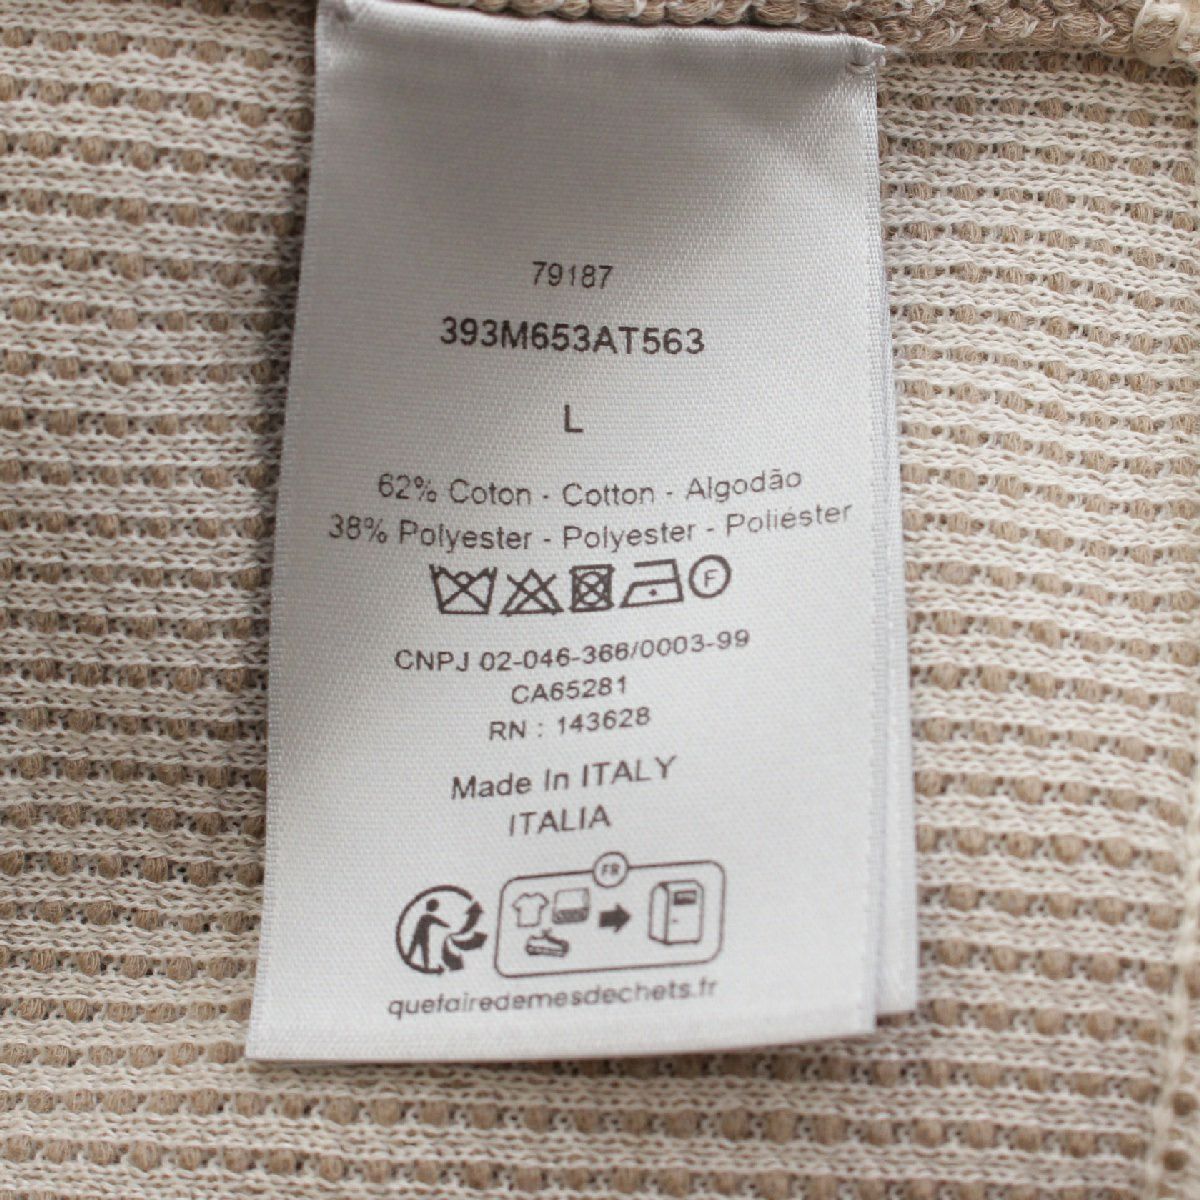 79187
393M653AT563
L
62% Coton - Cotton - Algodão
38% Polyester - Polyester - Poliéster
F
CNPJ 02-046-366/0003-99
CA65281
RN : 143628
Made In ITALY
ITALIA
FR
quefairedemesdechets.fr